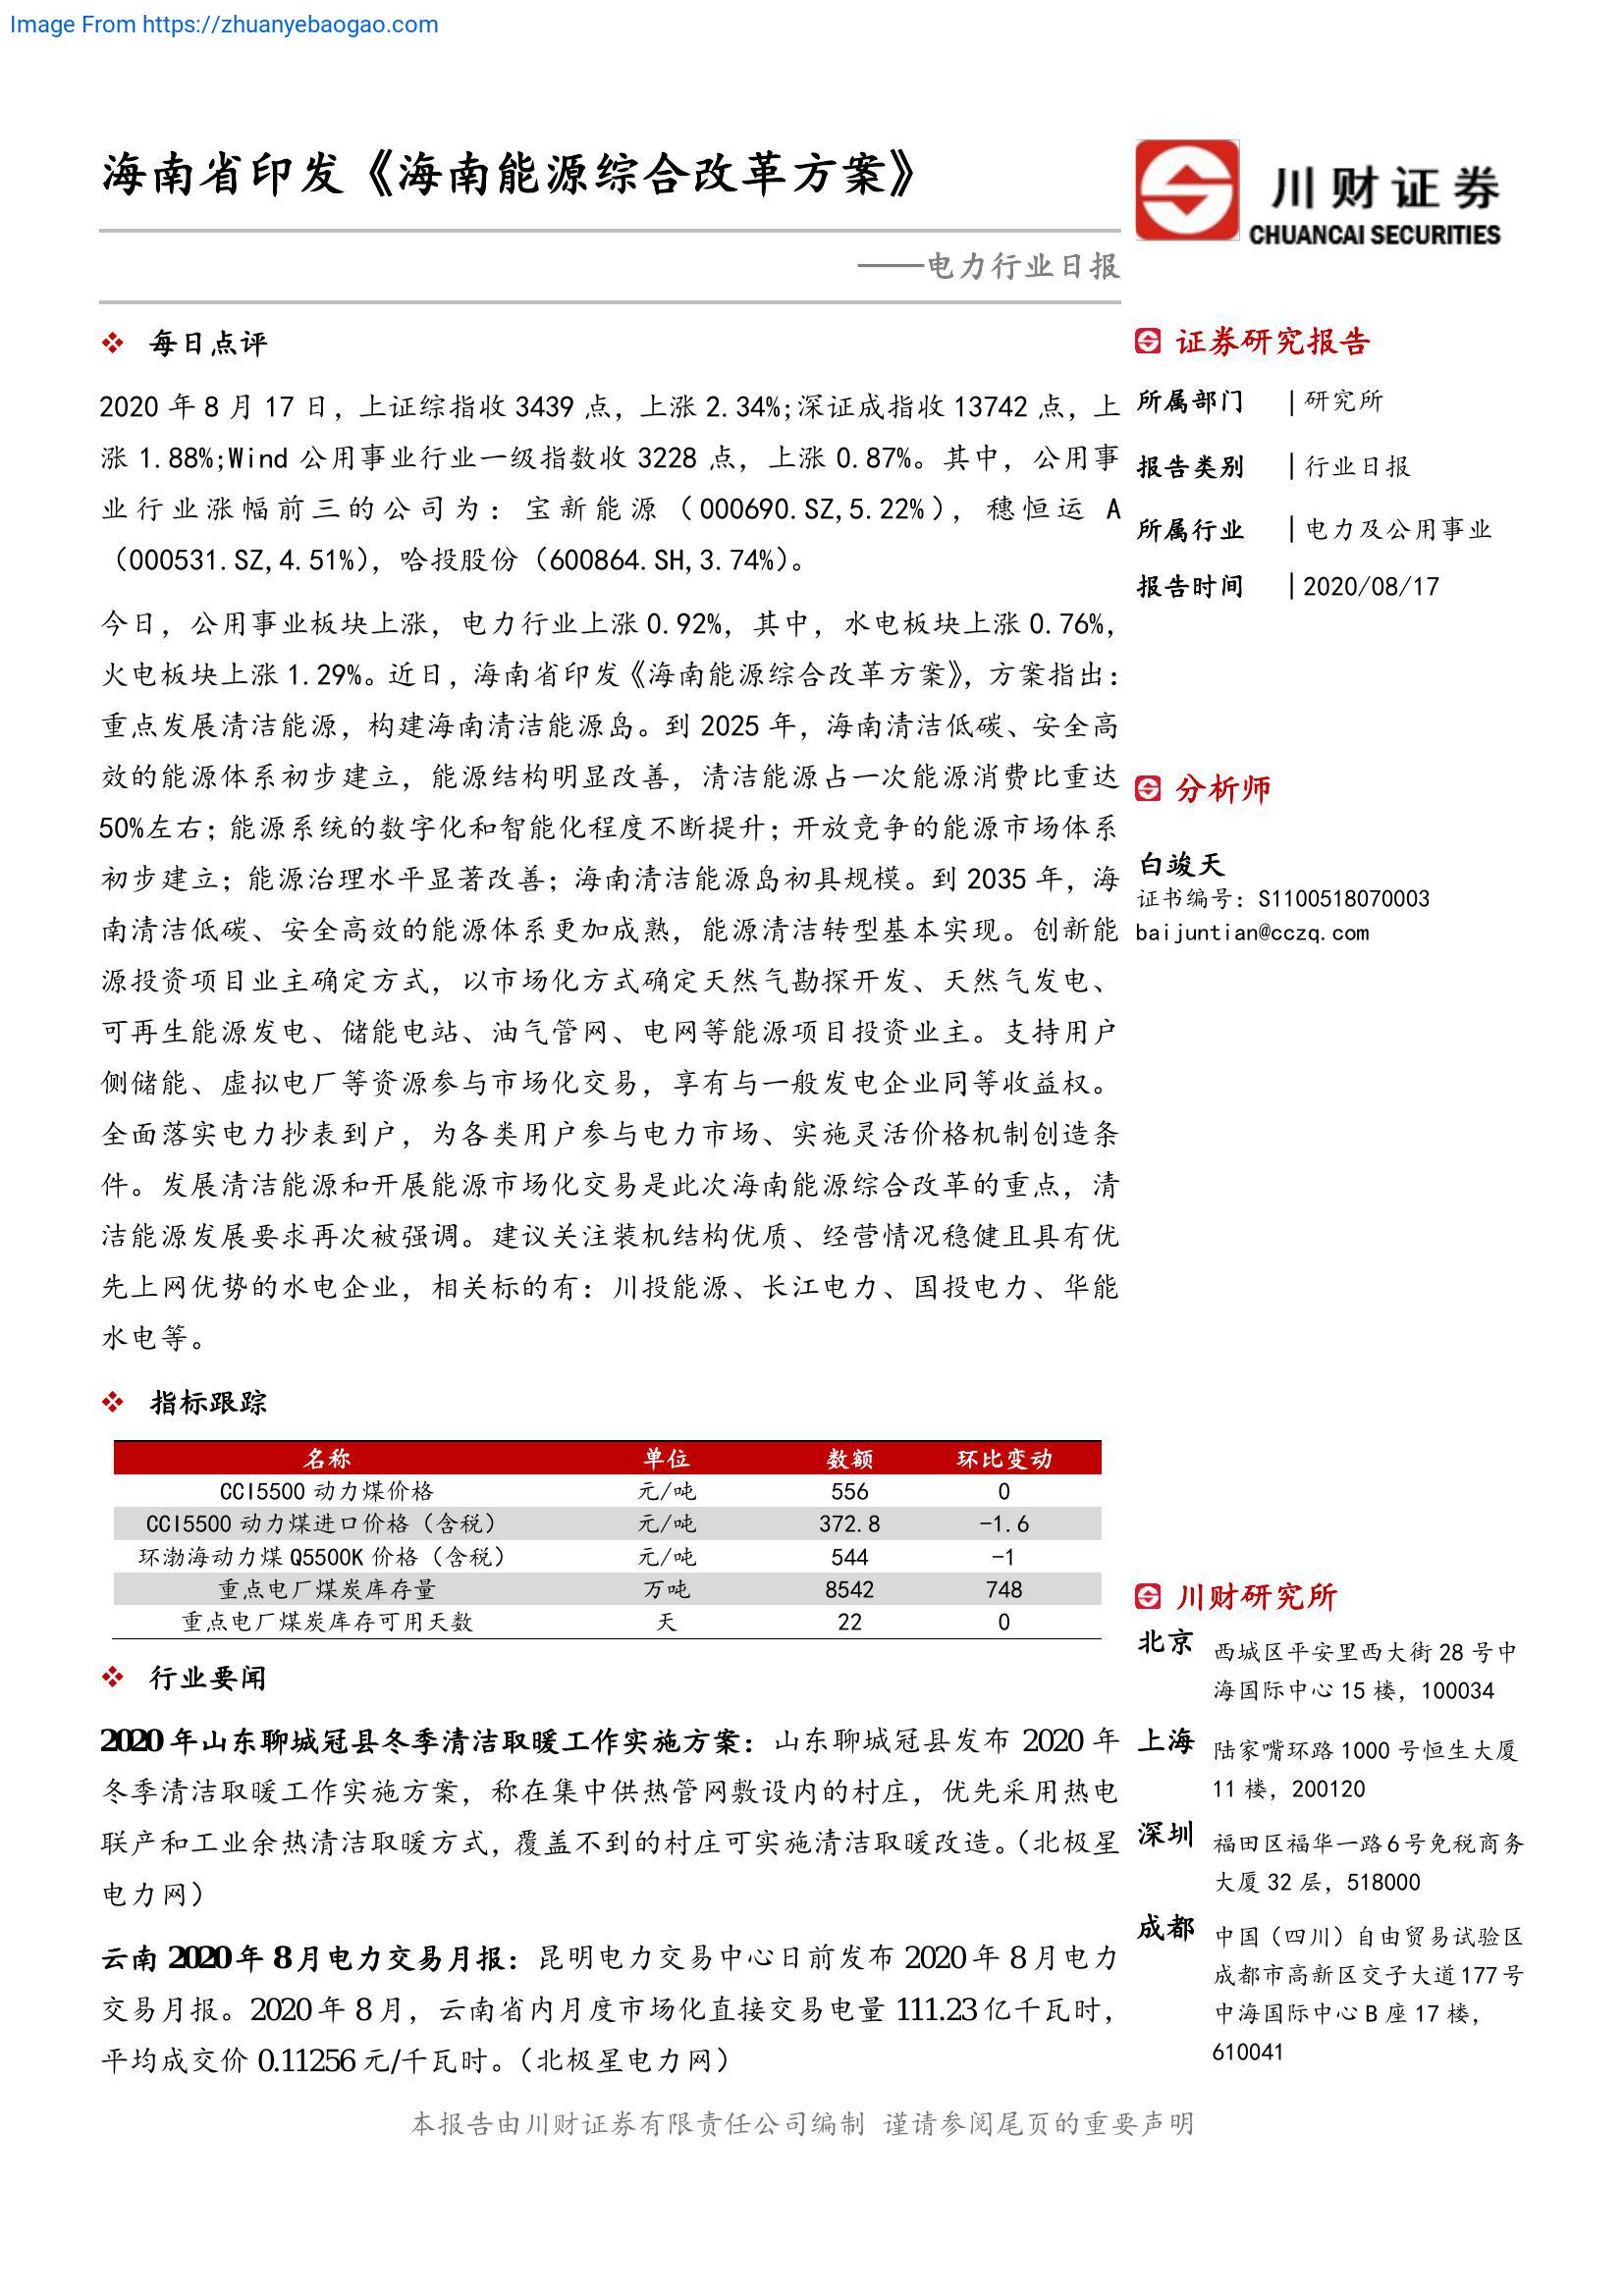 Image From https://zhuanyebaogao.com
海南省印发《海南能源综合改革方案》
——电力行业日报
川财证券
CHUANCAI SECURITIES
❖ 每日点评
2020 年 8 月 17 日，上证综指收 3439 点，上涨 2.34%;深证成指收 13742 点，上
涨 1.88%;Wind 公用事业行业一级指数收 3228 点，上涨 0.87%。其中，公用事
业行业涨幅前三的公司为：宝新能源（000690.SZ,5.22%），穗恒运 A
（000531.SZ,4.51%），哈投股份（600864.SH,3.74%）。
今日，公用事业板块上涨，电力行业上涨 0.92%，其中，水电板块上涨 0.76%，
火电板块上涨 1.29%。近日，海南省印发《海南能源综合改革方案》，方案指出：
重点发展清洁能源，构建海南清洁能源岛。到 2025 年，海南清洁低碳、安全高
效的能源体系初步建立，能源结构明显改善，清洁能源占一次能源消费比重达
50%左右；能源系统的数字化和智能化程度不断提升；开放竞争的能源市场体系
初步建立；能源治理水平显著改善；海南清洁能源岛初具规模。到 2035 年，海
南清洁低碳、安全高效的能源体系更加成熟，能源清洁转型基本实现。创新能
源投资项目业主确定方式，以市场化方式确定天然气勘探开发、天然气发电、
可再生能源发电、储能电站、油气管网、电网等能源项目投资业主。支持用户
侧储能、虚拟电厂等资源参与市场化交易，享有与一般发电企业同等收益权。
全面落实电力抄表到户，为各类用户参与电力市场、实施灵活价格机制创造条
件。发展清洁能源和开展能源市场化交易是此次海南能源综合改革的重点，清
洁能源发展要求再次被强调。建议关注装机结构优质、经营情况稳健且具有优
先上网优势的水电企业，相关标的有：川投能源、长江电力、国投电力、华能
水电等。
❖ 指标跟踪
名称 单位 数额 环比变动
CCI5500 动力煤价格 元/吨 556 0
CCI5500 动力煤进口价格（含税） 元/吨 372.8 -1.6
环渤海动力煤 Q5500K 价格（含税） 元/吨 544 -1
重点电厂煤炭库存量 万吨 8542 748
重点电厂煤炭库存可用天数 天 22 0
❖ 行业要闻
2020 年山东聊城冠县冬季清洁取暖工作实施方案：山东聊城冠县发布 2020 年
冬季清洁取暖工作实施方案，称在集中供热管网敷设内的村庄，优先采用热电
联产和工业余热清洁取暖方式，覆盖不到的村庄可实施清洁取暖改造。（北极星
电力网）
云南 2020 年 8 月电力交易月报：昆明电力交易中心日前发布 2020 年 8 月电力
交易月报。2020 年 8 月，云南省内月度市场化直接交易电量 111.23 亿千瓦时，
平均成交价 0.11256 元/千瓦时。（北极星电力网）
证券研究报告
所属部门 | 研究所
报告类别 | 行业日报
所属行业 | 电力及公用事业
报告时间 | 2020/08/17
分析师
白竣天
证书编号：S1100518070003
baijuntian@cczq.com
川财研究所
北京 西城区平安里西大街 28 号中
海国际中心 15 楼，100034
上海 陆家嘴环路 1000 号恒生大厦
11 楼，200120
深圳 福田区福华一路 6 号免税商务
大厦 32 层，518000
成都 中国（四川）自由贸易试验区
成都市高新区交子大道 177 号
中海国际中心 B 座 17 楼，
610041
本报告由川财证券有限责任公司编制 谨请参阅尾页的重要声明